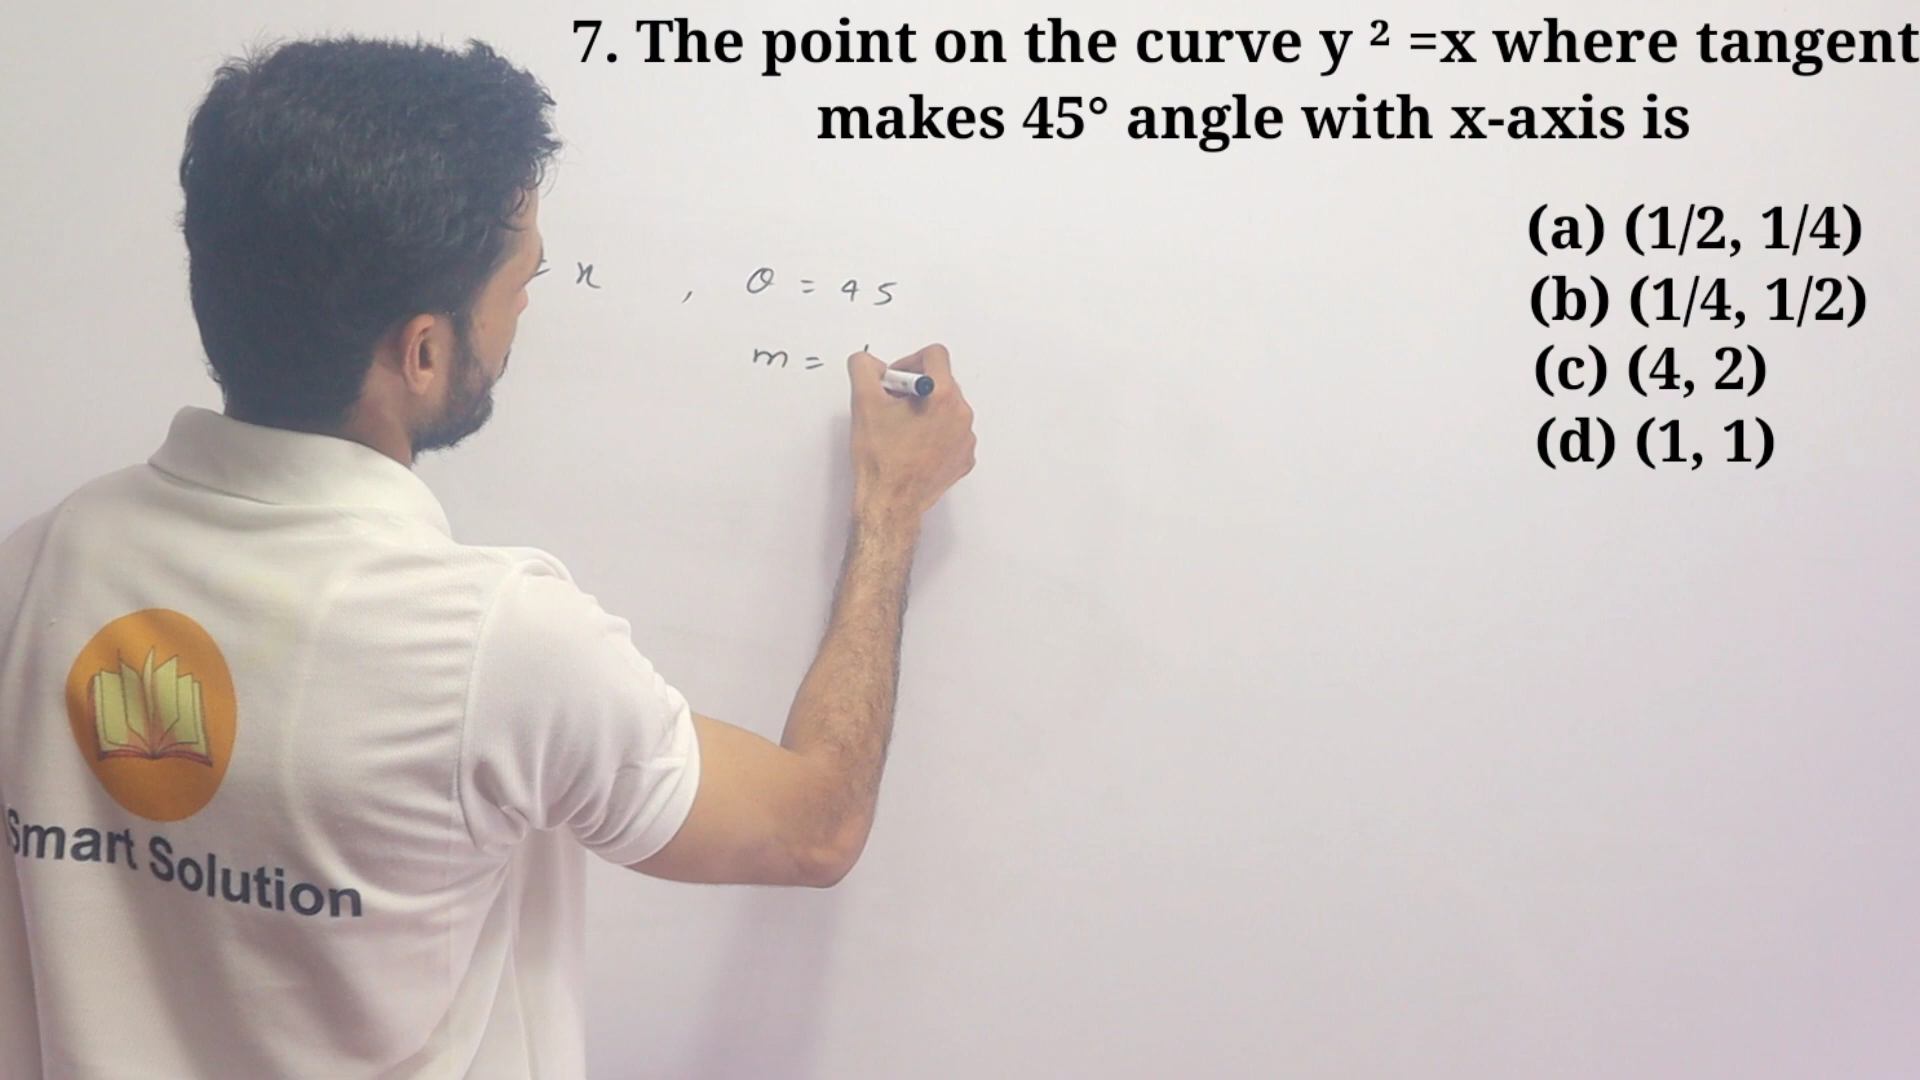 7. The point on the curve y ² =x where tangent
makes 45° angle with x-axis is
(a) (1/2, 1/4)
(b) (1/4, 1/2)
(c) (4, 2)
(d) (1, 1)
= x , θ = 45
m =
Smart Solution